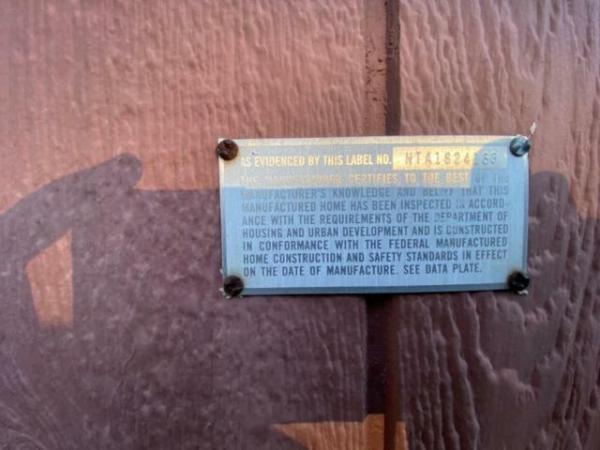 AS EVIDENCED BY THIS LABEL NO. NTA1624163
THE MANUFACTURER CERTIFIES TO THE BEST OF THE
MANUFACTURER'S KNOWLEDGE AND BELIEF THAT THIS
MANUFACTURED HOME HAS BEEN INSPECTED IN ACCORD-
ANCE WITH THE REQUIREMENTS OF THE DEPARTMENT OF
HOUSING AND URBAN DEVELOPMENT AND IS CONSTRUCTED
IN CONFORMANCE WITH THE FEDERAL MANUFACTURED
HOME CONSTRUCTION AND SAFETY STANDARDS IN EFFECT
ON THE DATE OF MANUFACTURE. SEE DATA PLATE.